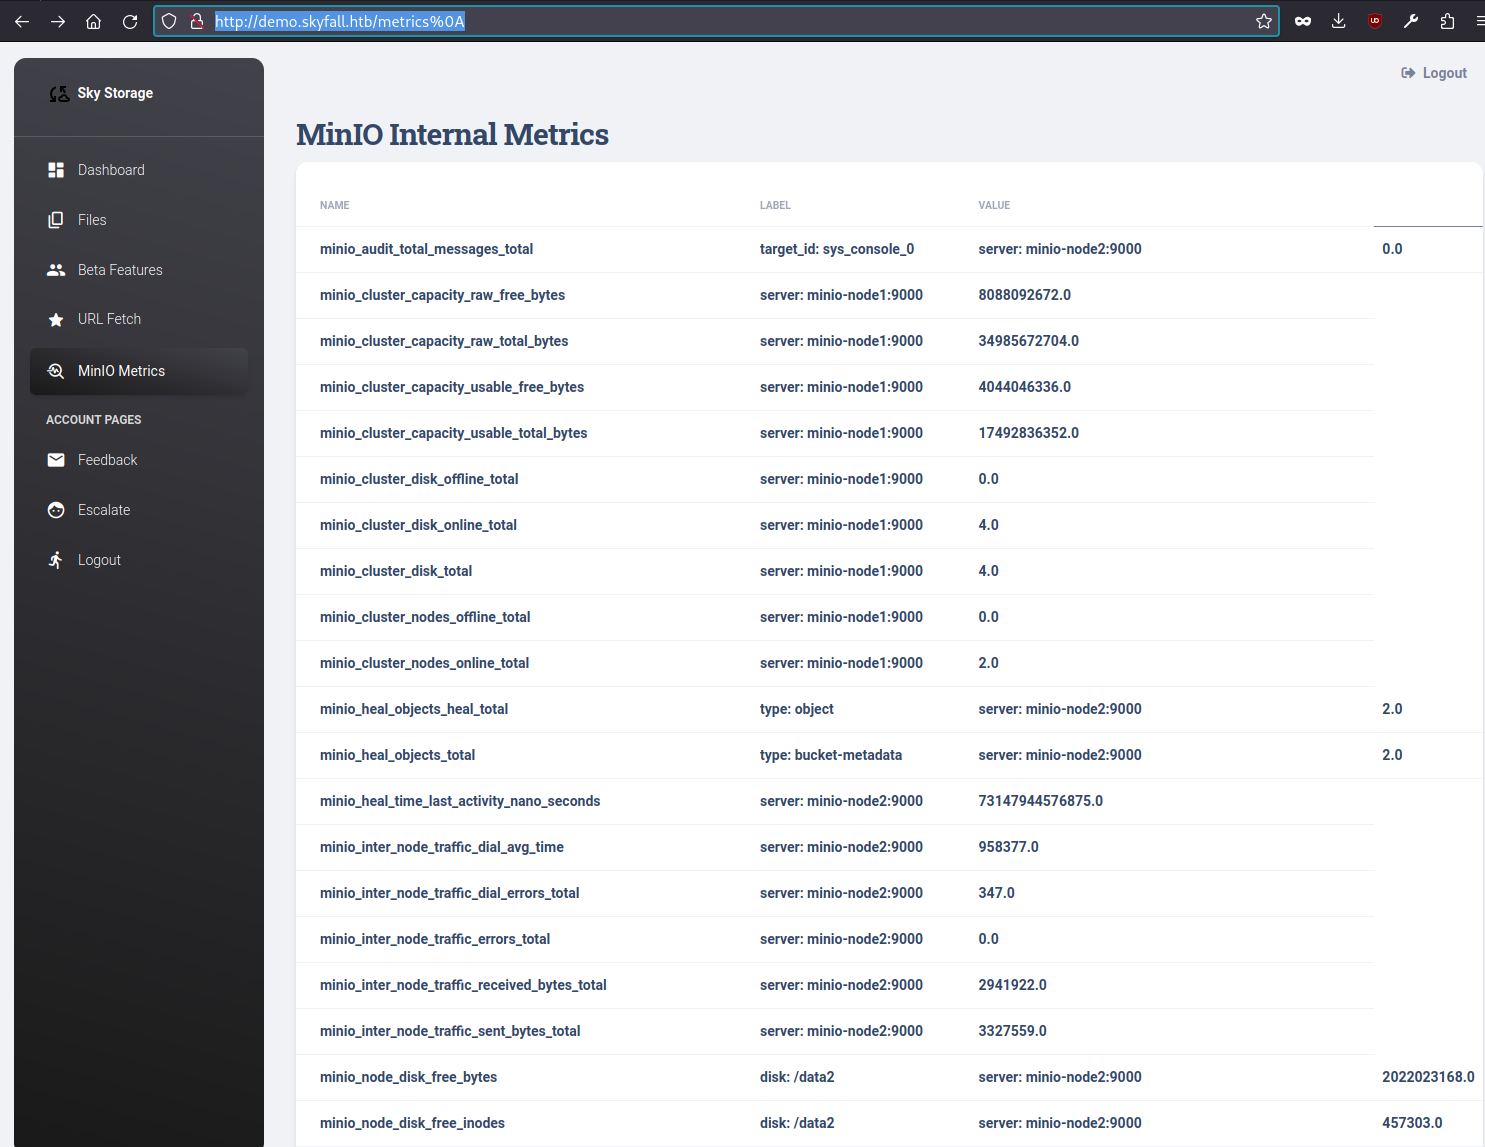 http://demo.skyfall.htb/metrics%0A
Sky Storage
Dashboard
Files
Beta Features
URL Fetch
MinIO Metrics
ACCOUNT PAGES
Feedback
Escalate
Logout
Logout
MinIO Internal Metrics
NAME LABEL VALUE
minio_audit_total_messages_total target_id: sys_console_0 server: minio-node2:9000 0.0
minio_cluster_capacity_raw_free_bytes server: minio-node1:9000 8088092672.0
minio_cluster_capacity_raw_total_bytes server: minio-node1:9000 34985672704.0
minio_cluster_capacity_usable_free_bytes server: minio-node1:9000 4044046336.0
minio_cluster_capacity_usable_total_bytes server: minio-node1:9000 17492836352.0
minio_cluster_disk_offline_total server: minio-node1:9000 0.0
minio_cluster_disk_online_total server: minio-node1:9000 4.0
minio_cluster_disk_total server: minio-node1:9000 4.0
minio_cluster_nodes_offline_total server: minio-node1:9000 0.0
minio_cluster_nodes_online_total server: minio-node1:9000 2.0
minio_heal_objects_heal_total type: object server: minio-node2:9000 2.0
minio_heal_objects_total type: bucket-metadata server: minio-node2:9000 2.0
minio_heal_time_last_activity_nano_seconds server: minio-node2:9000 73147944576875.0
minio_inter_node_traffic_dial_avg_time server: minio-node2:9000 958377.0
minio_inter_node_traffic_dial_errors_total server: minio-node2:9000 347.0
minio_inter_node_traffic_errors_total server: minio-node2:9000 0.0
minio_inter_node_traffic_received_bytes_total server: minio-node2:9000 2941922.0
minio_inter_node_traffic_sent_bytes_total server: minio-node2:9000 3327559.0
minio_node_disk_free_bytes disk: /data2 server: minio-node2:9000 2022023168.0
minio_node_disk_free_inodes disk: /data2 server: minio-node2:9000 457303.0